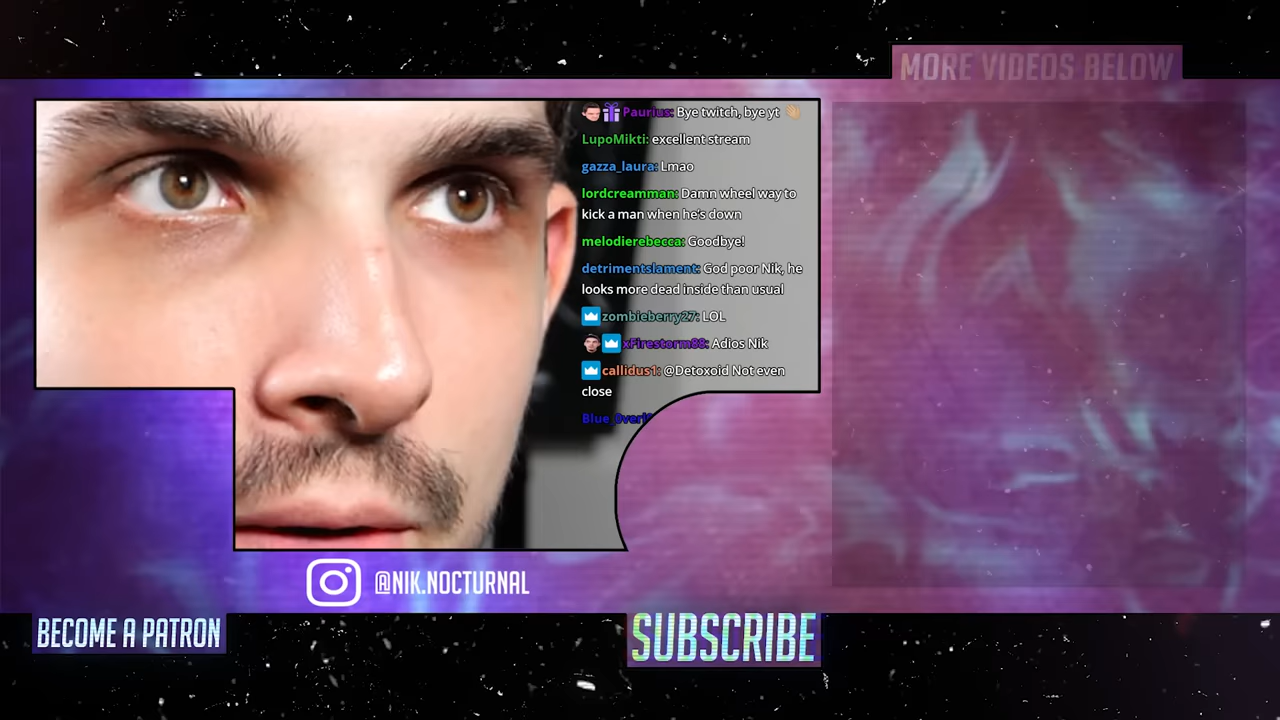 MORE VIDEOS BELOW
Paurius: Bye twitch, bye yt
LupoMikti: excellent stream
gazza_laura: Lmao
lordcreamman: Damn wheel way to
kick a man when he's down
melodierebecca: Goodbye!
detrimentslament: God poor Nik, he
looks more dead inside than usual
zombieberry27: LOL
xFirestorm88: Adios Nik
callidus1: @Detoxoid Not even
close
@NIK.NOCTURNAL
BECOME A PATRON
SUBSCRIBE